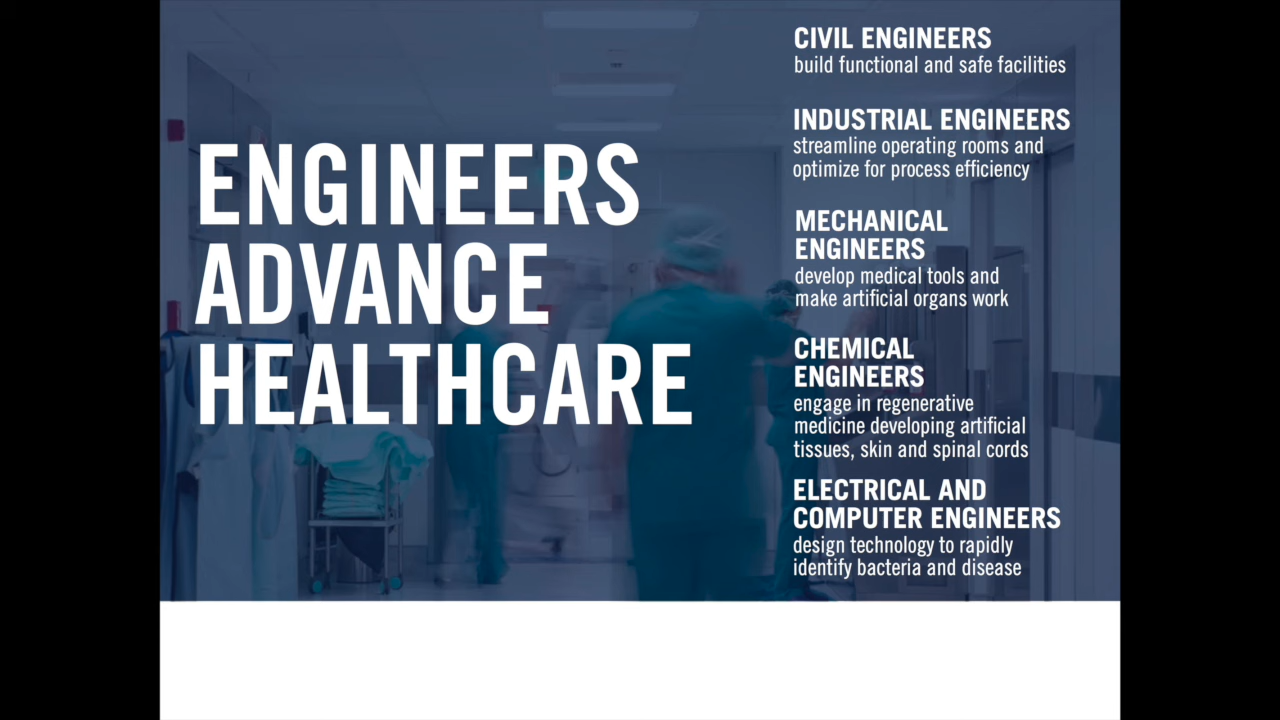 ENGINEERS
ADVANCE
HEALTHCARE
CIVIL ENGINEERS
build functional and safe facilities
INDUSTRIAL ENGINEERS
streamline operating rooms and
optimize for process efficiency
MECHANICAL
ENGINEERS
develop medical tools and
make artificial organs work
CHEMICAL
ENGINEERS
engage in regenerative
medicine developing artificial
tissues, skin and spinal cords
ELECTRICAL AND
COMPUTER ENGINEERS
design technology to rapidly
identify bacteria and disease